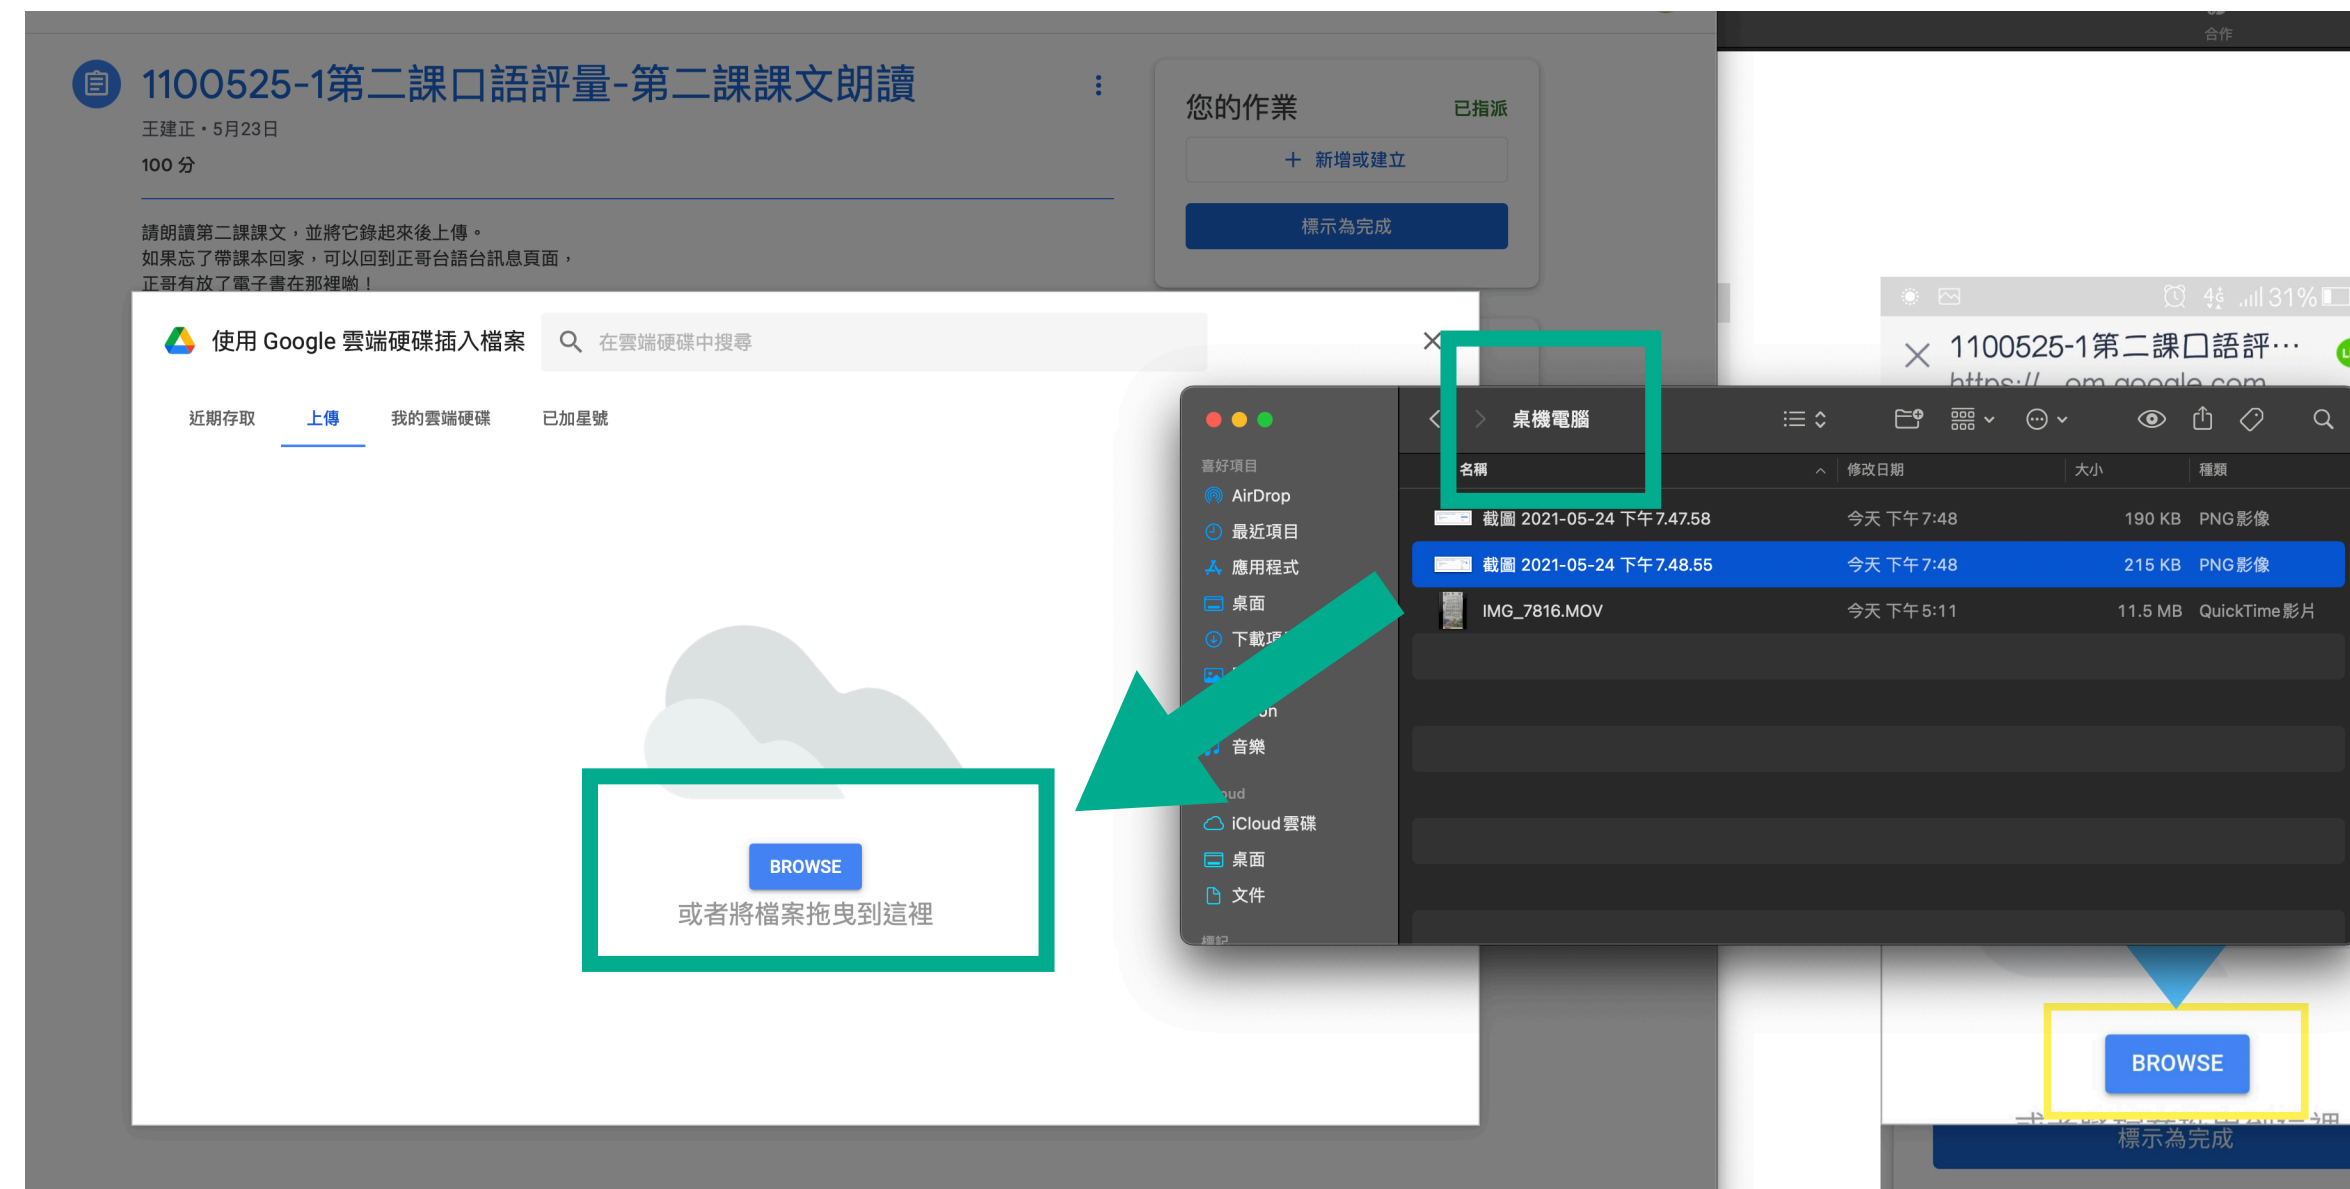 合作
1100525-1第二課口語評量-第二課課文朗讀
王建正・5月23日
100 分
您的作業
已指派
新增或建立
標示為完成
請朗讀第二課課文，並將它錄起來後上傳。
如果忘了帶課本回家，可以回到正哥台語台訊息頁面，
正哥有放了電子書在那裡喲！
使用 Google 雲端硬碟插入檔案
在雲端硬碟中搜尋
近期存取
上傳
我的雲端硬碟
已加星號
BROWSE
或者將檔案拖曳到這裡
桌機電腦
名稱
修改日期
大小
種類
截圖 2021-05-24 下午7.47.58
今天 下午7:48
190 KB
PNG影像
截圖 2021-05-24 下午7.48.55
今天 下午7:48
215 KB
PNG影像
IMG_7816.MOV
今天 下午5:11
11.5 MB
QuickTime影片
喜好項目
AirDrop
最近項目
應用程式
桌面
下載項
音樂
iCloud雲碟
桌面
文件
標記
31%
1100525-1第二課口語評…
BROWSE
標示為完成